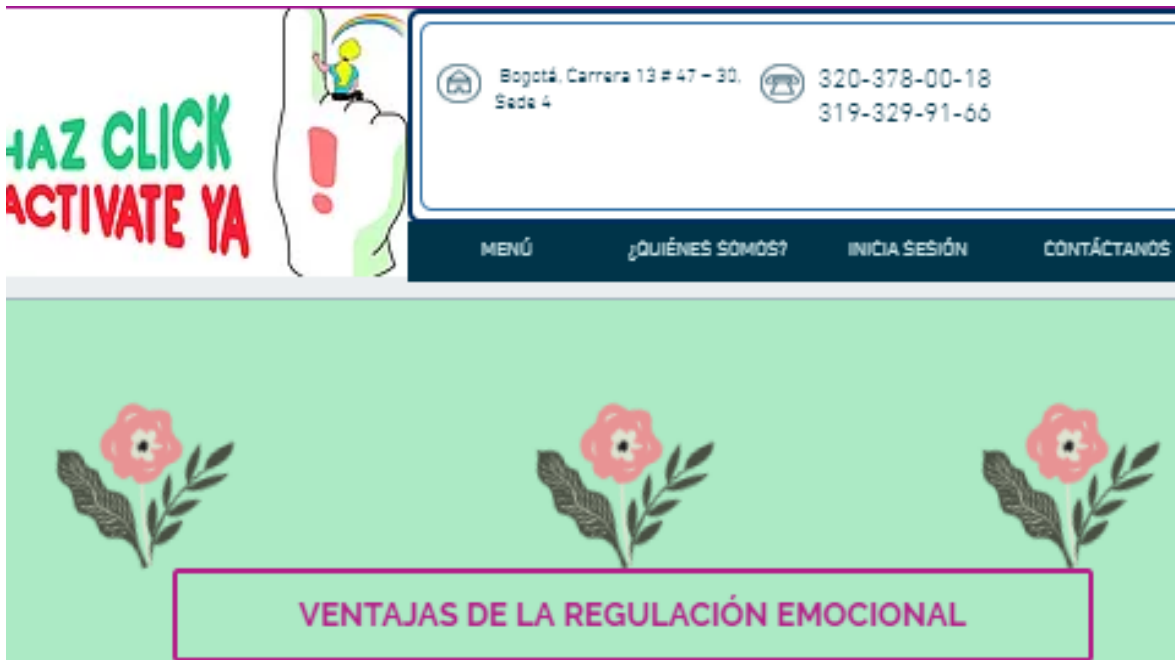 HAZ CLICK
ACTIVATE YA
Bogotá, Carrera 13 # 47 – 30,
Sede 4
320-378-00-18
319-329-91-66
MENÚ
¿QUIÉNES SOMOS?
INICIA SESIÓN
CONTÁCTANOS
VENTAJAS DE LA REGULACIÓN EMOCIONAL